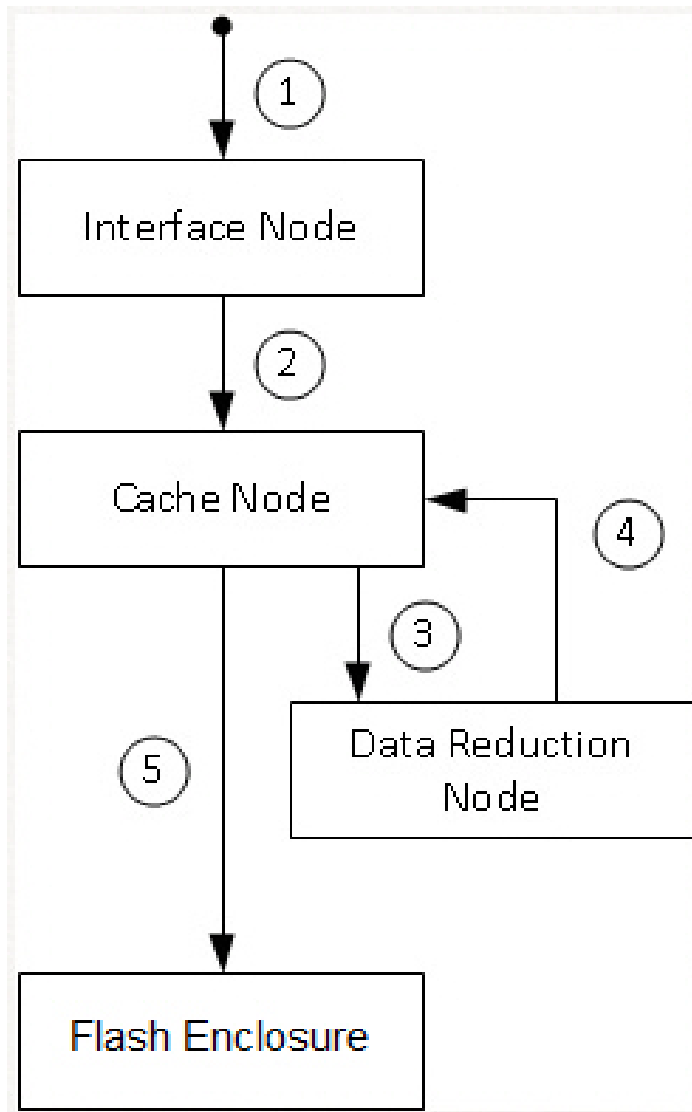 1
Interface Node
2
Cache Node
4
3
Data Reduction
Node
5
Flash Enclosure